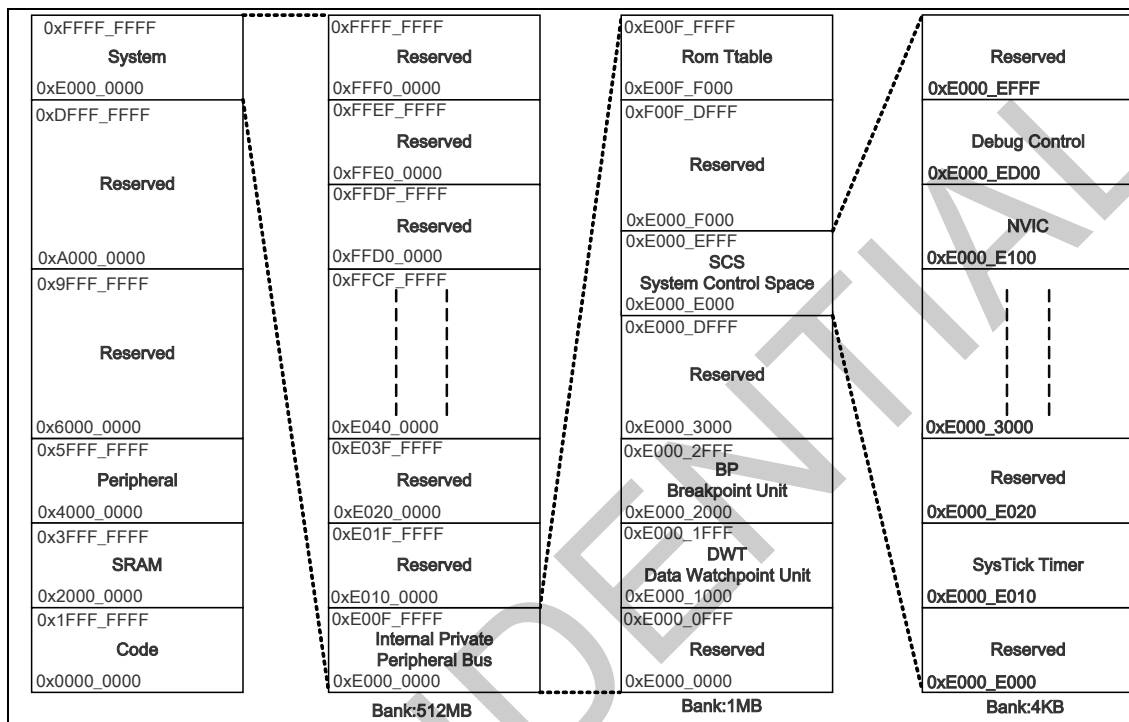 0xFFFF_FFFF
System
0xE000_0000
0xDFFF_FFFF
Reserved
0xA000_0000
0x9FFF_FFFF
Reserved
0x6000_0000
0x5FFF_FFFF
Peripheral
0x4000_0000
0x3FFF_FFFF
SRAM
0x2000_0000
0x1FFF_FFFF
Code
0x0000_0000
0xFFFF_FFFF
Reserved
0xFFF0_0000
0xFFEF_FFFF
Reserved
0xFFE0_0000
0xFFDF_FFFF
Reserved
0xFFD0_0000
0xFFCF_FFFF
0xE040_0000
0xE03F_FFFF
Reserved
0xE020_0000
0xE01F_FFFF
Reserved
0xE010_0000
0xE00F_FFFF
Internal Private
Peripheral Bus
0xE000_0000
Bank:512MB
0xE00F_FFFF
Rom Ttable
0xE00F_F000
0xF00F_DFFF
Reserved
0xE000_F000
0xE000_EFFF
SCS
System Control Space
0xE000_E000
0xE000_DFFF
Reserved
0xE000_3000
0xE000_2FFF
BP
Breakpoint Unit
0xE000_2000
0xE000_1FFF
DWT
Data Watchpoint Unit
0xE000_1000
0xE000_0FFF
Reserved
0xE000_0000
Bank:1MB
Reserved
0xE000_EFFF
Debug Control
0xE000_ED00
NVIC
0xE000_E100
0xE000_3000
Reserved
0xE000_E020
SysTick Timer
0xE000_E010
Reserved
0xE000_E000
Bank:4KB
IDENTIAL